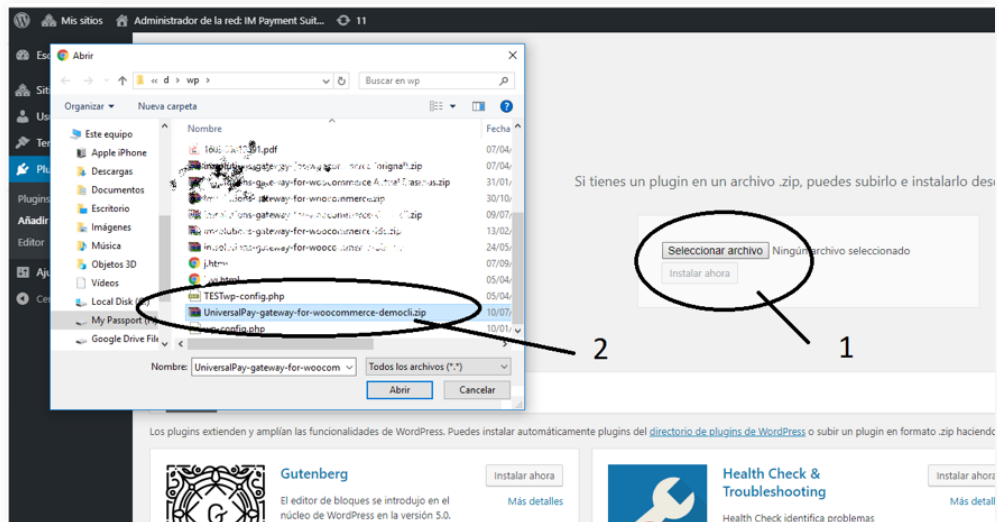 Mis sitios Administrador de la red: IM Payment Suit... 11
Abrir
« d > wp >
Buscar en wp
Organizar Nueva carpeta
Nombre Fecha
Este equipo
Apple iPhone
Descargas
Documentos
Escritorio
Imágenes
Música
Objetos 3D
Vídeos
Local Disk
My Passport
Google Drive File
.pdf 07/04/
.zip 07/04/
.zip 31/01/
30/10/
.zip 09/07/
13/02/
24/05/
j.htm 07/09/
.html 05/04/
TESTwp-config.php 05/04/
UniversalPay-gateway-for-woocommerce-democli.zip 10/07/
wp-config.php 10/01/
Nombre: UniversalPay-gateway-for-woocom Todos los archivos (*.*)
Abrir Cancelar
Plugins
Añadir
Editor
Si tienes un plugin en un archivo .zip, puedes subirlo e instalarlo desc
Seleccionar archivo Ningún archivo seleccionado
Instalar ahora
2
1
Los plugins extienden y amplían las funcionalidades de WordPress. Puedes instalar automáticamente plugins del directorio de plugins de WordPress o subir un plugin en formato .zip haciendo
Gutenberg
Instalar ahora
El editor de bloques se introdujo en el
núcleo de WordPress en la versión 5.0.
Más detalles
Health Check &
Troubleshooting
Instalar ahora
Más detall
Health Check identifica problemas